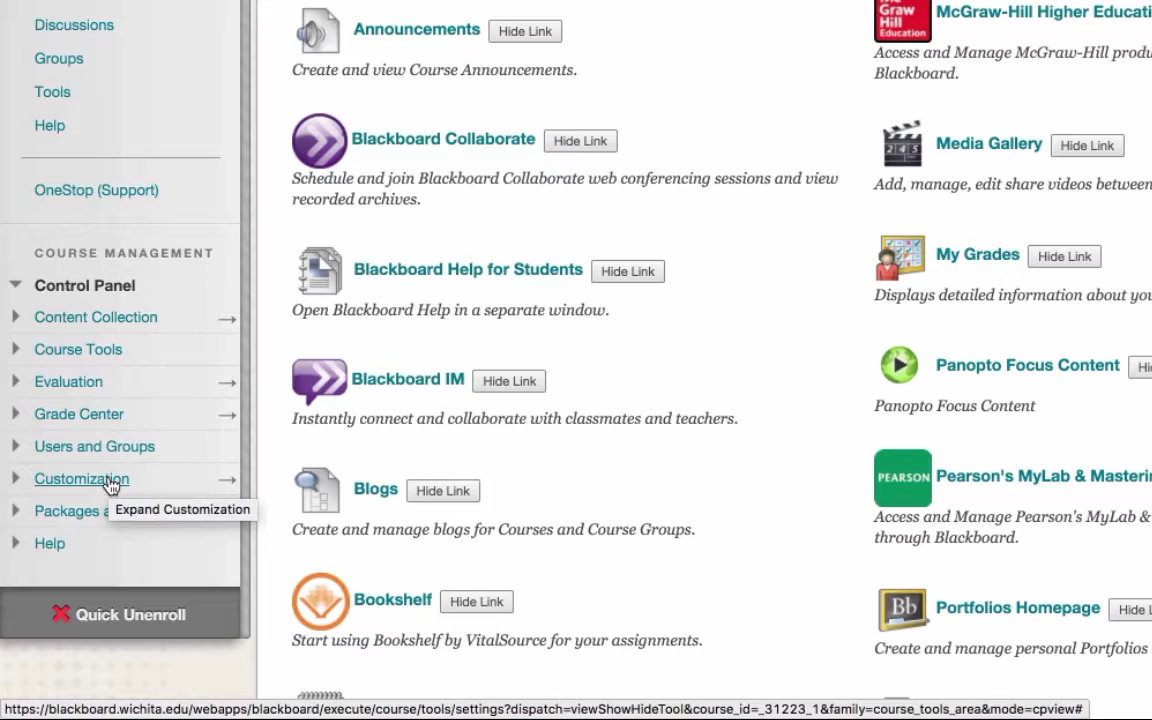 Discussions
Groups
Tools
Help
OneStop (Support)
COURSE MANAGEMENT
Control Panel
Content Collection
Course Tools
Evaluation
Grade Center
Users and Groups
Customization
Expand Customization
Packages a
Help
Quick Unenroll
Announcements Hide Link
Create and view Course Announcements.
Blackboard Collaborate Hide Link
Schedule and join Blackboard Collaborate web conferencing sessions and view
recorded archives.
Blackboard Help for Students Hide Link
Open Blackboard Help in a separate window.
Blackboard IM Hide Link
Instantly connect and collaborate with classmates and teachers.
Blogs Hide Link
Create and manage blogs for Courses and Course Groups.
Bookshelf Hide Link
Start using Bookshelf by VitalSource for your assignments.
Graw
Hill
Education
McGraw-Hill Higher Educati
Access and Manage McGraw-Hill produ
Blackboard.
245
Media Gallery Hide Link
Add, manage, edit share videos between
My Grades Hide Link
Displays detailed information about you
Panopto Focus Content Hi
Panopto Focus Content
PEARSON
Pearson's MyLab & Masterin
Access and Manage Pearson's MyLab &
through Blackboard.
Bb
Portfolios Homepage Hide L
Create and manage personal Portfolios
https://blackboard.wichita.edu/webapps/blackboard/execute/course/tools/settings?dispatch=viewShowHideTool&course_id=_31223_1&family=course_tools_area&mode=cpview#